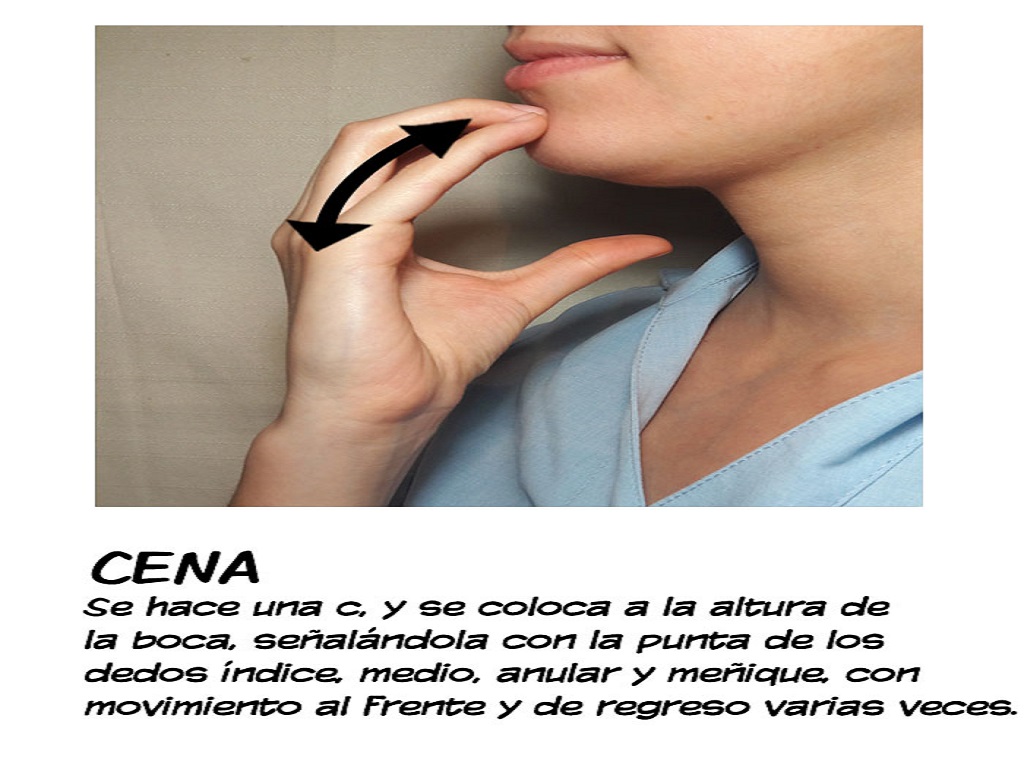 CENA
Se hace una c, y se coloca a la altura de
la boca, señalándola con la punta de los
dedos índice, medio, anular y meñique, con
movimiento al frente y de regreso varias veces.